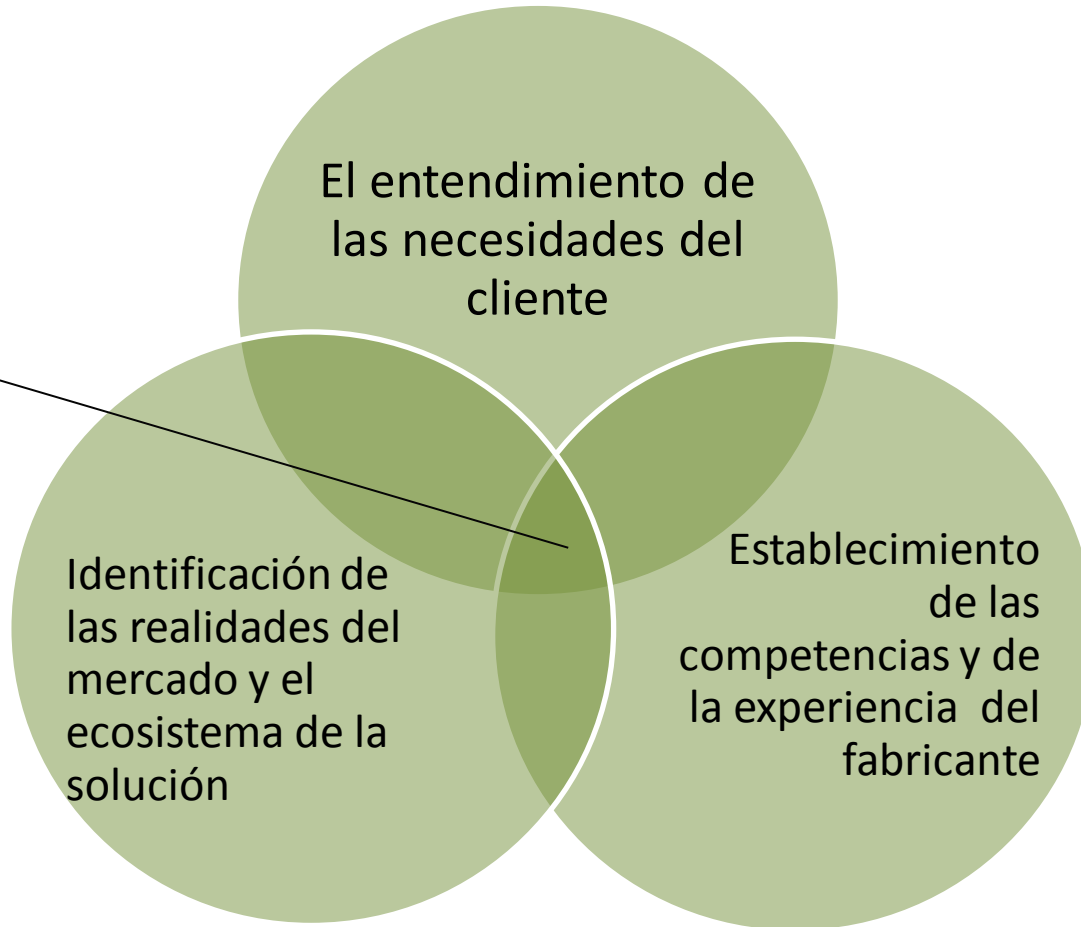 El entendimiento de
las necesidades del
cliente
Identificación de
las realidades del
mercado y el
ecosistema de la
solución
Establecimiento
de las
competencias y de
la experiencia del
fabricante